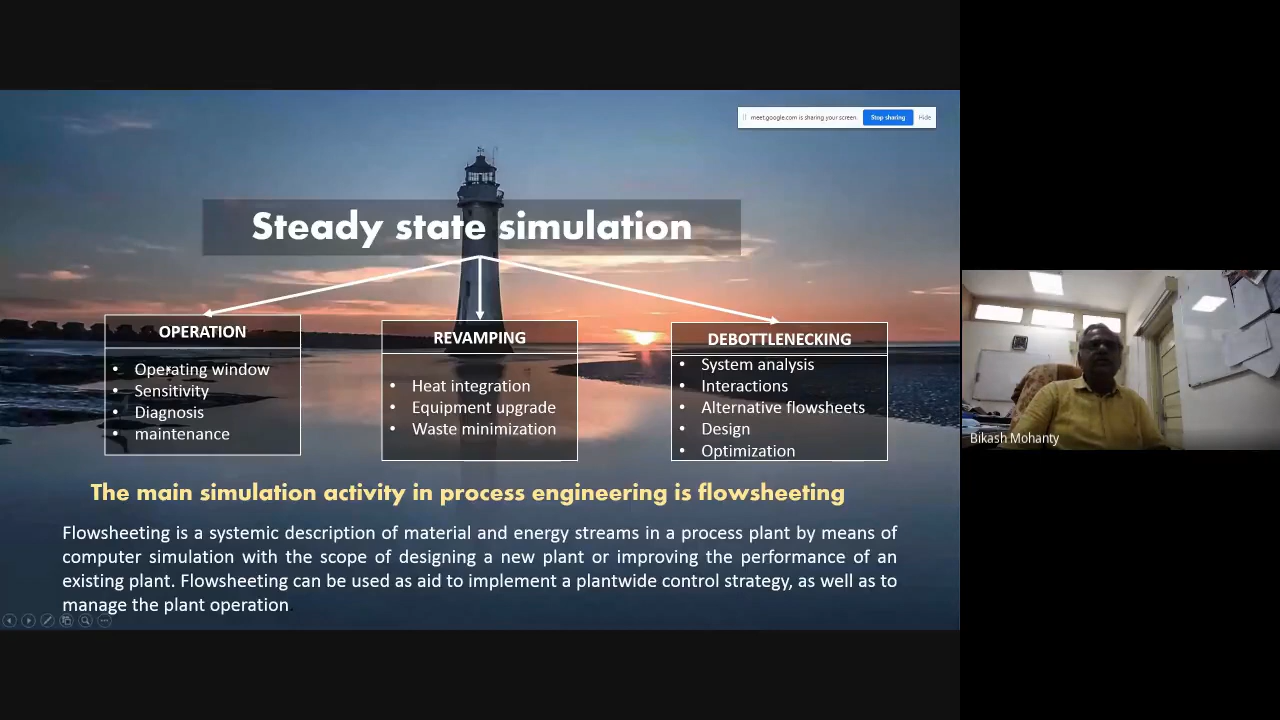 meet.google.com is sharing your screen.
Stop sharing
Hide
Steady state simulation
OPERATION
• Operating window
• Sensitivity
• Diagnosis
• maintenance
REVAMPING
• Heat integration
• Equipment upgrade
• Waste minimization
DEBOTTLENECKING
• System analysis
• Interactions
• Alternative flowsheets
• Design
• Optimization
The main simulation activity in process engineering is flowsheeting
Flowsheeting is a systemic description of material and energy streams in a process plant by means of
computer simulation with the scope of designing a new plant or improving the performance of an
existing plant. Flowsheeting can be used as aid to implement a plantwide control strategy, as well as to
manage the plant operation
Bikash Mohanty